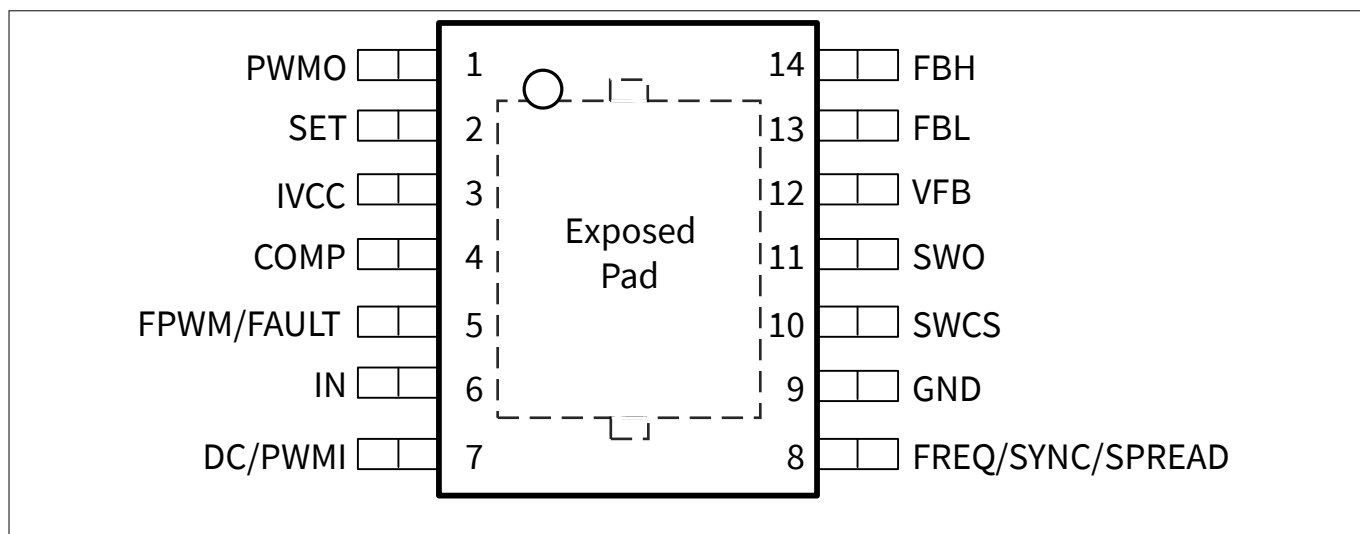 PWMO 1 14 FBH
SET 2 13 FBL
IVCC 3 12 VFB
Exposed
COMP 4 11 SWO
Pad
FPWM/FAULT 5 10 SWCS
IN 6 9 GND
DC/PWMI 7 8 FREQ/SYNC/SPREAD